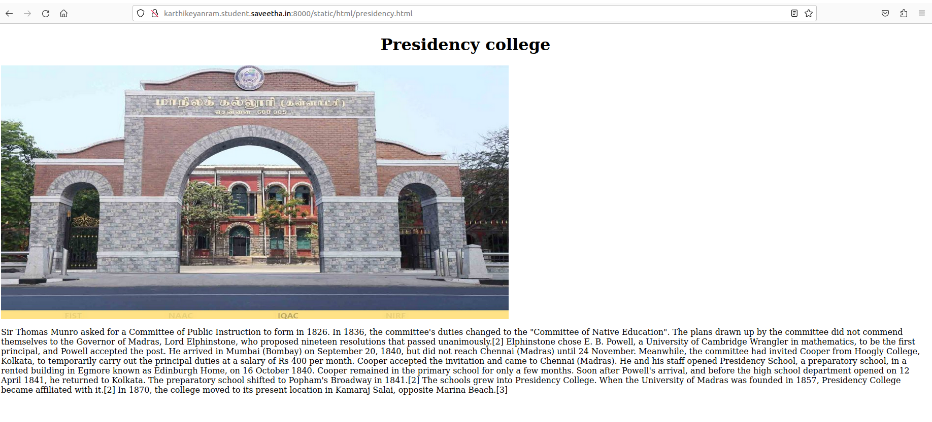 karthikeyanram.student.saveetha.in:8000/static/html/presidency.html
Presidency college
மாநிலக் கல்லூரி (தன்னாட்சி)
சென்னை 600 005
FIST NAAC IQAC NIRF
Sir Thomas Munro asked for a Committee of Public Instruction to form in 1826. In 1836, the committee's duties changed to the "Committee of Native Education". The plans drawn up by the committee did not commend
themselves to the Governor of Madras, Lord Elphinstone, who proposed nineteen resolutions that passed unanimously.[2] Elphinstone chose E. B. Powell, a University of Cambridge Wrangler in mathematics, to be the first
principal, and Powell accepted the post. He arrived in Mumbai (Bombay) on September 20, 1840, but did not reach Chennai (Madras) until 24 November. Meanwhile, the committee had invited Cooper from Hoogly College,
Kolkata, to temporarily carry out the principal duties at a salary of Rs 400 per month. Cooper accepted the invitation and came to Chennai (Madras). He and his staff opened Presidency School, a preparatory school, in a
rented building in Egmore known as Edinburgh Home, on 16 October 1840. Cooper remained in the primary school for only a few months. Soon after Powell's arrival, and before the high school department opened on 12
April 1841, he returned to Kolkata. The preparatory school shifted to Popham's Broadway in 1841.[2] The schools grew into Presidency College. When the University of Madras was founded in 1857, Presidency College
became affiliated with it.[2] In 1870, the college moved to its present location in Kamaraj Salai, opposite Marina Beach.[3]